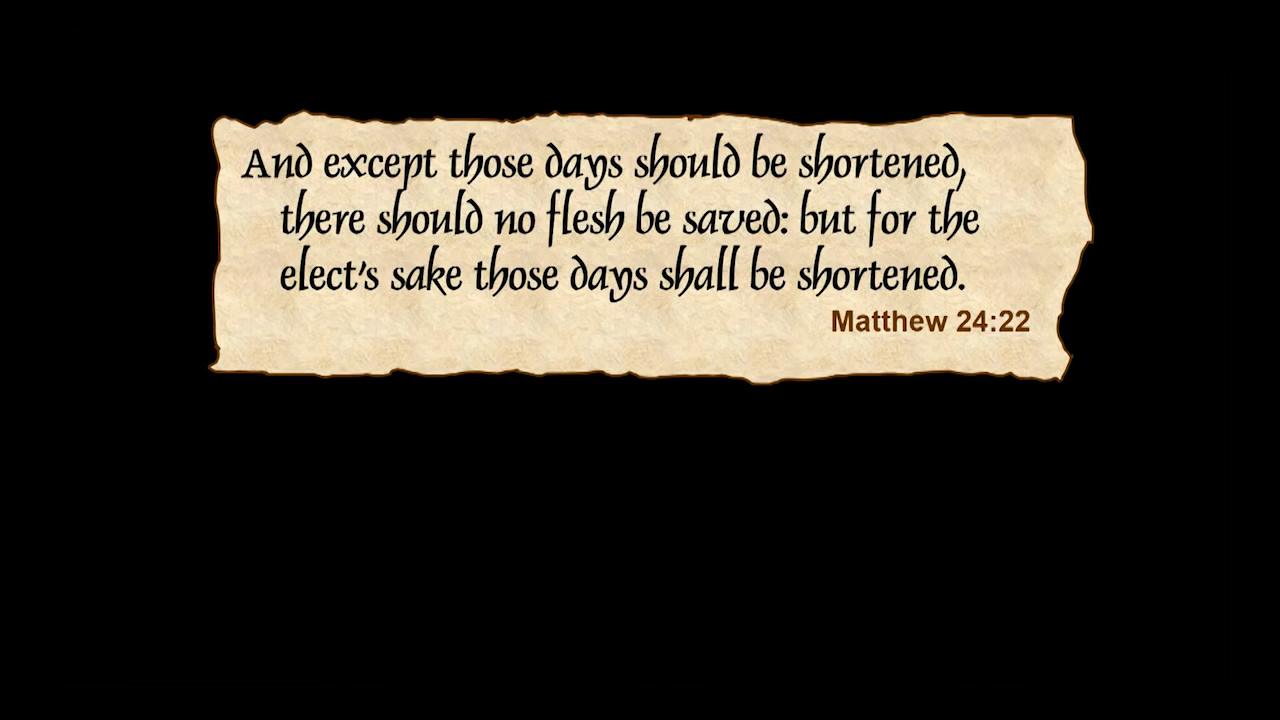 And except those days should be shortened,
there should no flesh be saved: but for the
elect's sake those days shall be shortened.
Matthew 24:22